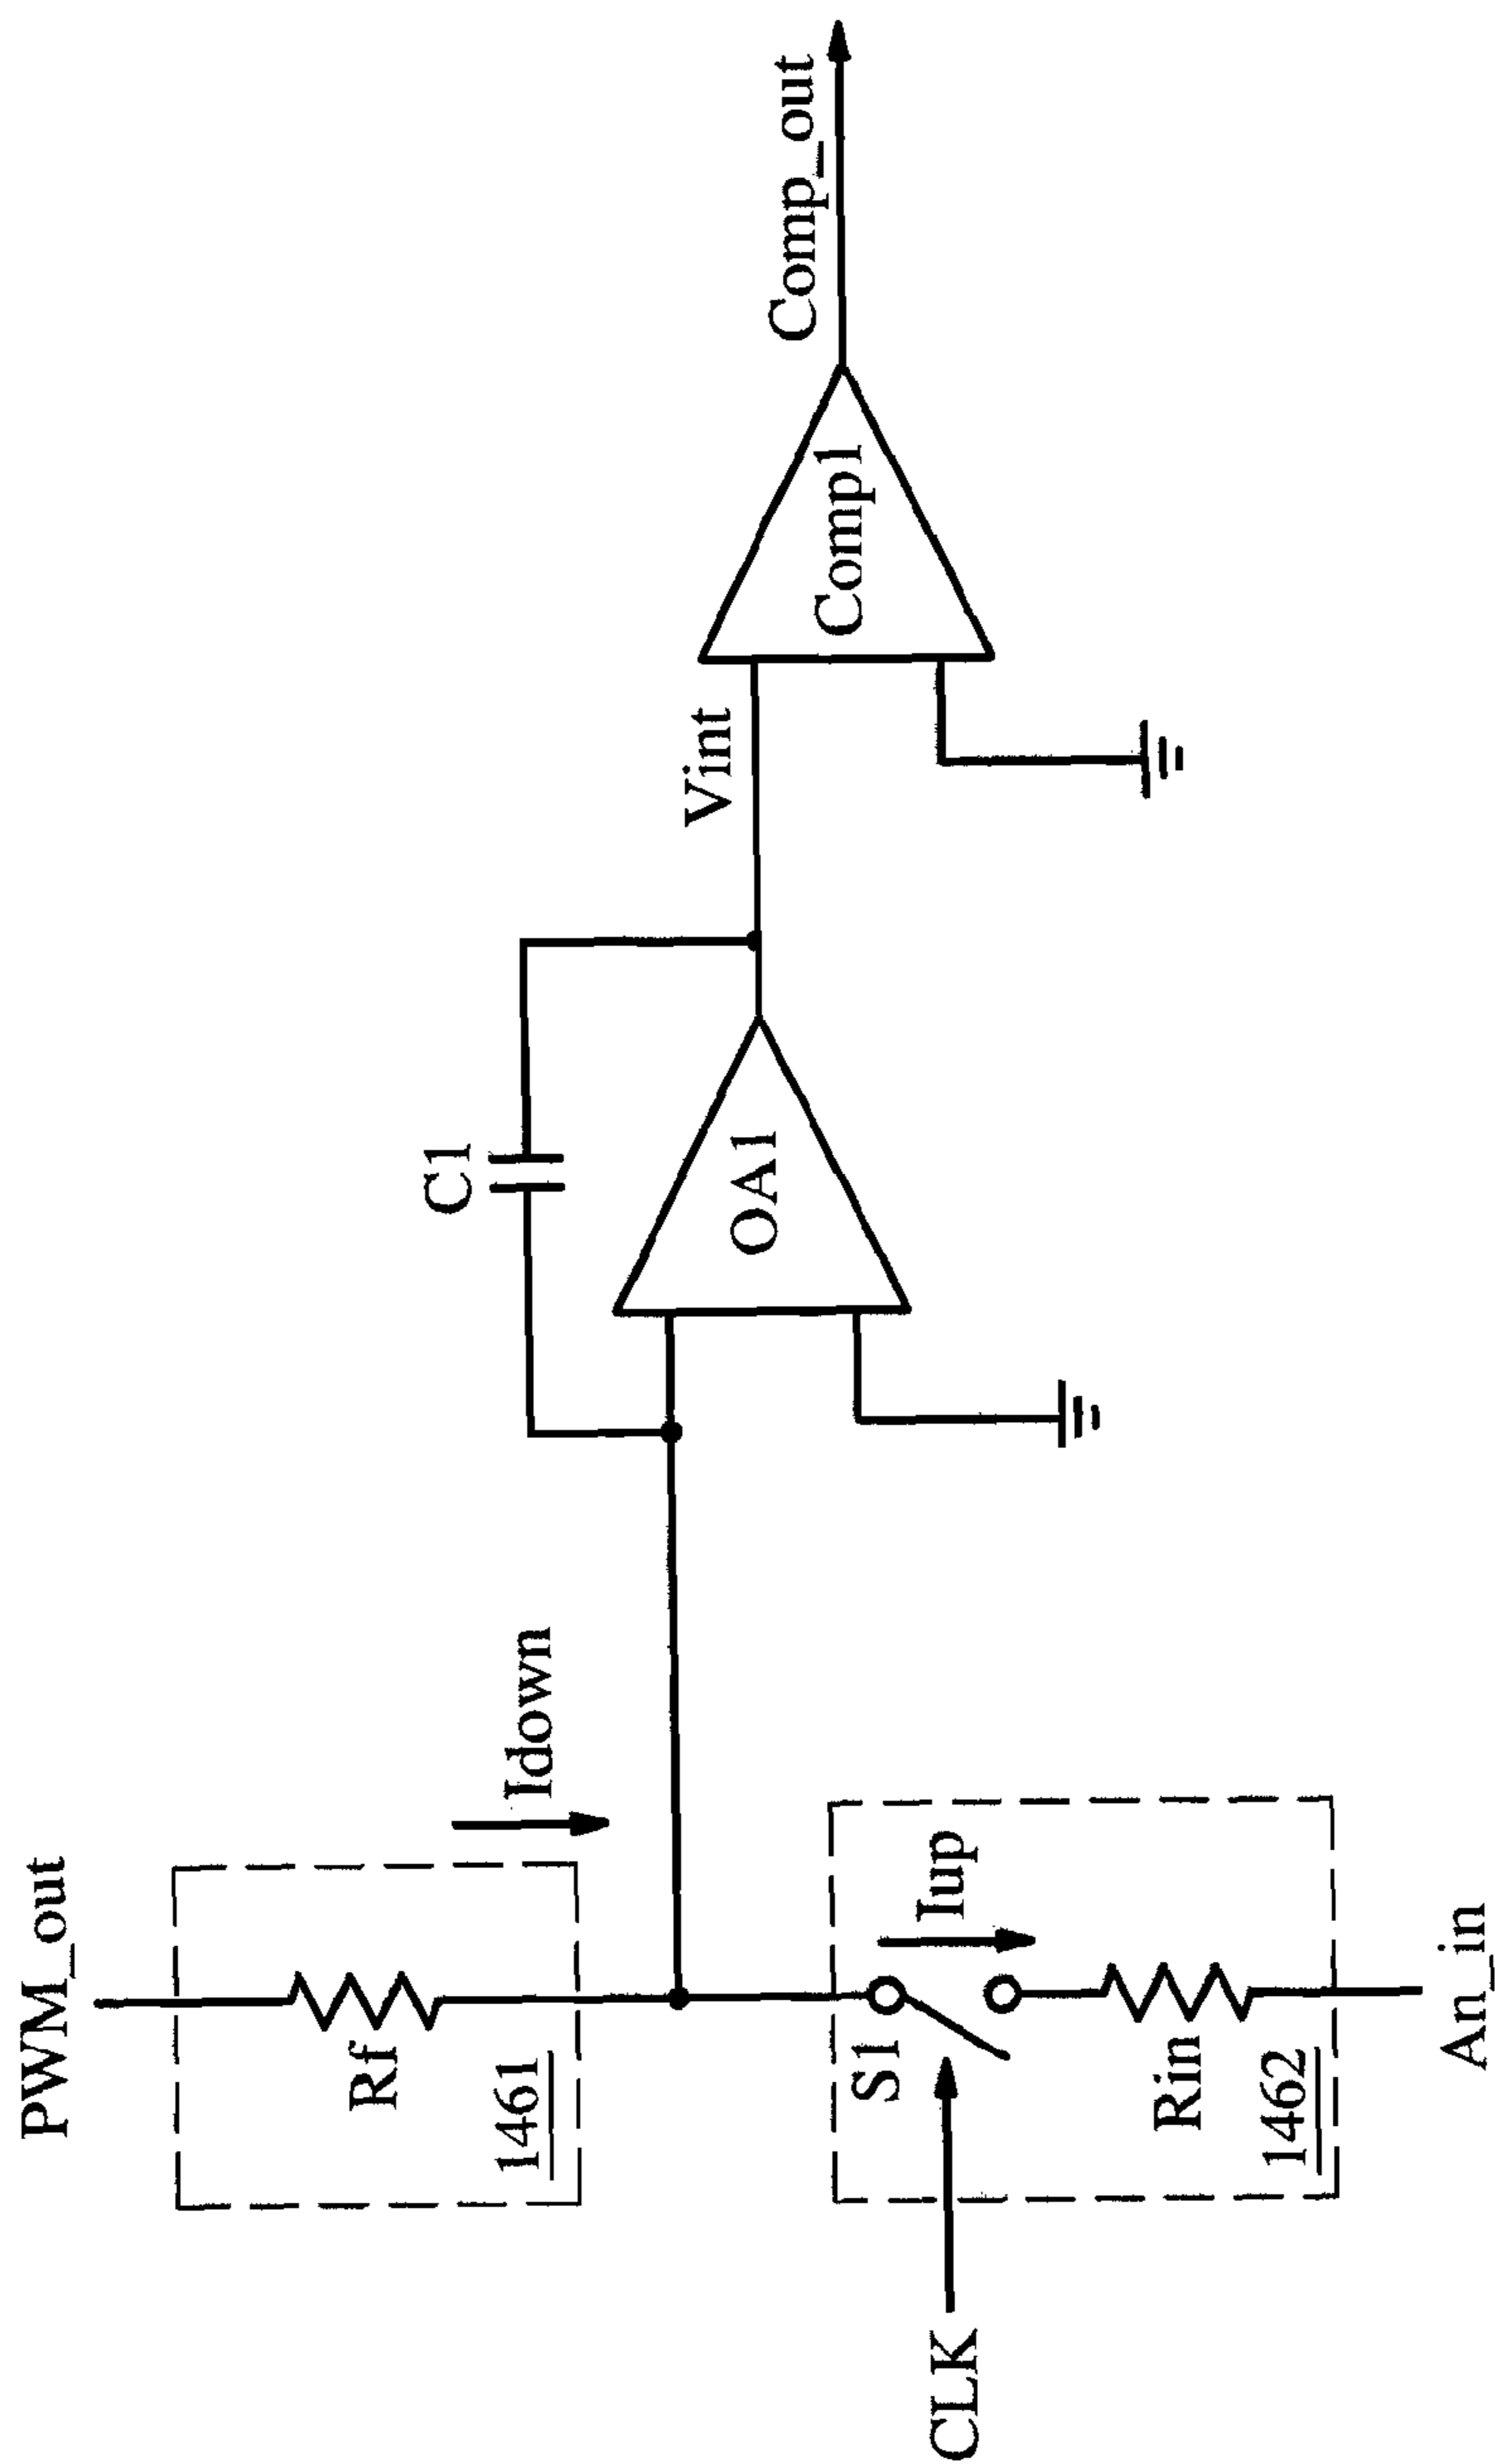 PWM_out
Rf
1461
Idown
C1
OA1
Vint
Comp1
Comp_out
CLK
S1
Iup
Rin
1462
An_in